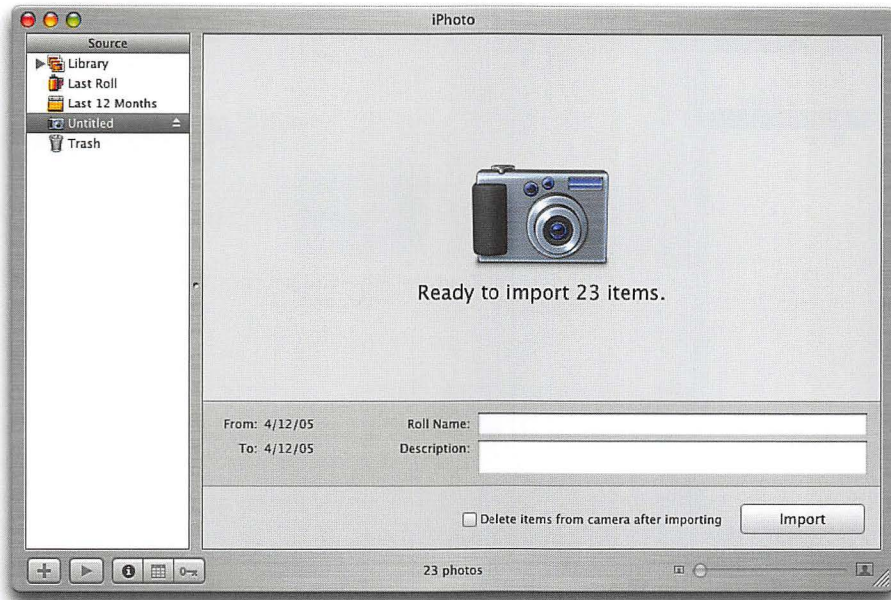 iPhoto
Source
Library
Last Roll
Last 12 Months
Untitled
Trash
Ready to import 23 items.
From: 4/12/05
Roll Name:
To: 4/12/05
Description:
Delete items from camera after importing
Import
23 photos